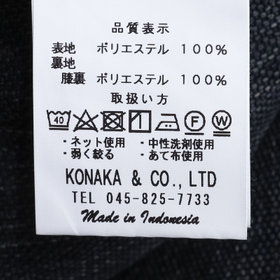 品質表示
表地 ポリエステル 100%
裏地
膝裏 ポリエステル 100%
取扱い方
40 F W
・ネット使用 ・中性洗剤使用
・弱く絞る ・あて布使用
KONAKA & CO., LTD
TEL 045-825-7733
Made in Indonesia